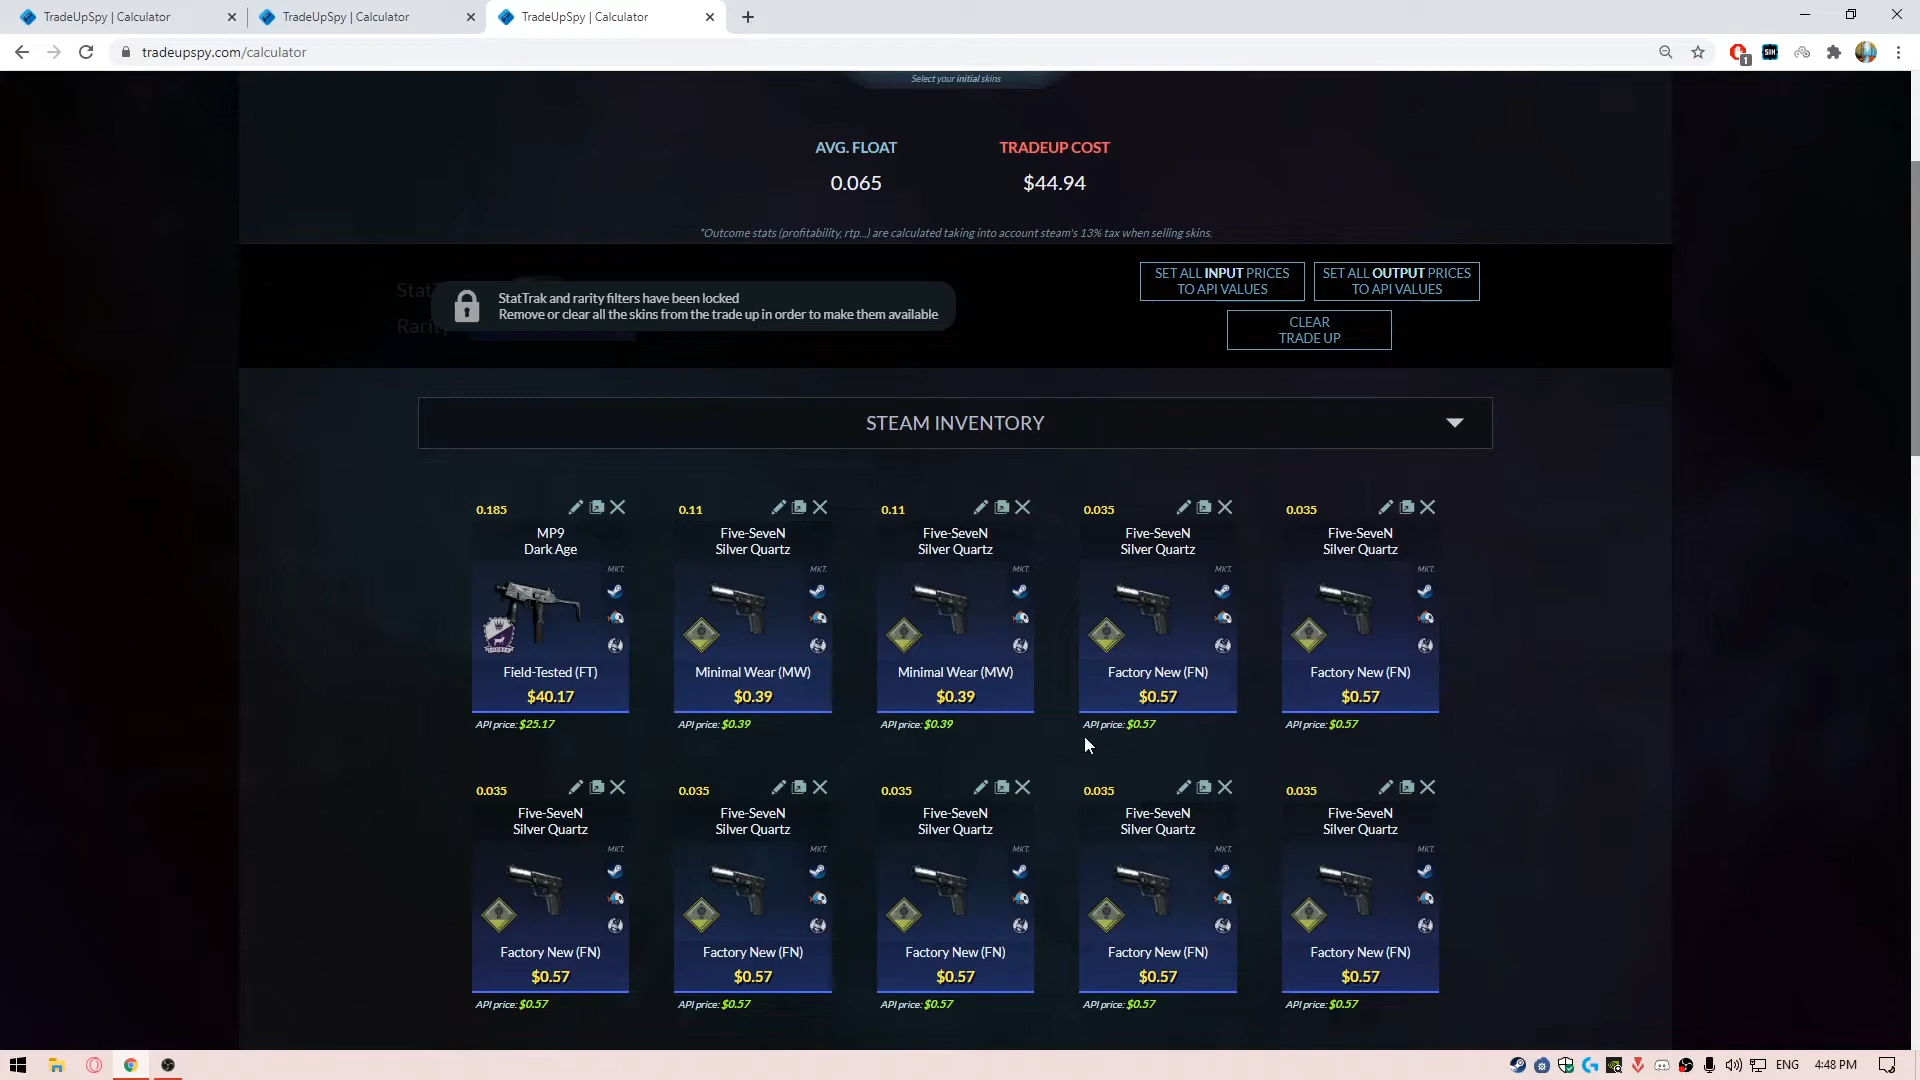 TradeUpSpy | Calculator
TradeUpSpy | Calculator
TradeUpSpy | Calculator
tradeupspy.com/calculator
1
SIH
Select your initial skins
AVG. FLOAT
TRADEUP COST
0.065
$44.94
*Outcome stats (profitability, rtp...) are calculated taking into account steam's 13% tax when selling skins.
StatTrak and rarity filters have been locked
Remove or clear all the skins from the trade up in order to make them available
SET ALL INPUT PRICES
TO API VALUES
SET ALL OUTPUT PRICES
TO API VALUES
CLEAR
TRADE UP
STEAM INVENTORY
0.185
MP9
Dark Age
MKT.
Field-Tested (FT)
$40.17
API price: $25.17
0.11
Five-SeveN
Silver Quartz
MKT.
Minimal Wear (MW)
$0.39
API price: $0.39
0.11
Five-SeveN
Silver Quartz
MKT.
Minimal Wear (MW)
$0.39
API price: $0.39
0.035
Five-SeveN
Silver Quartz
MKT.
Factory New (FN)
$0.57
API price: $0.57
0.035
Five-SeveN
Silver Quartz
MKT.
Factory New (FN)
$0.57
API price: $0.57
0.035
Five-SeveN
Silver Quartz
MKT.
Factory New (FN)
$0.57
API price: $0.57
0.035
Five-SeveN
Silver Quartz
MKT.
Factory New (FN)
$0.57
API price: $0.57
0.035
Five-SeveN
Silver Quartz
MKT.
Factory New (FN)
$0.57
API price: $0.57
0.035
Five-SeveN
Silver Quartz
MKT.
Factory New (FN)
$0.57
API price: $0.57
0.035
Five-SeveN
Silver Quartz
MKT.
Factory New (FN)
$0.57
API price: $0.57
ENG
4:48 PM